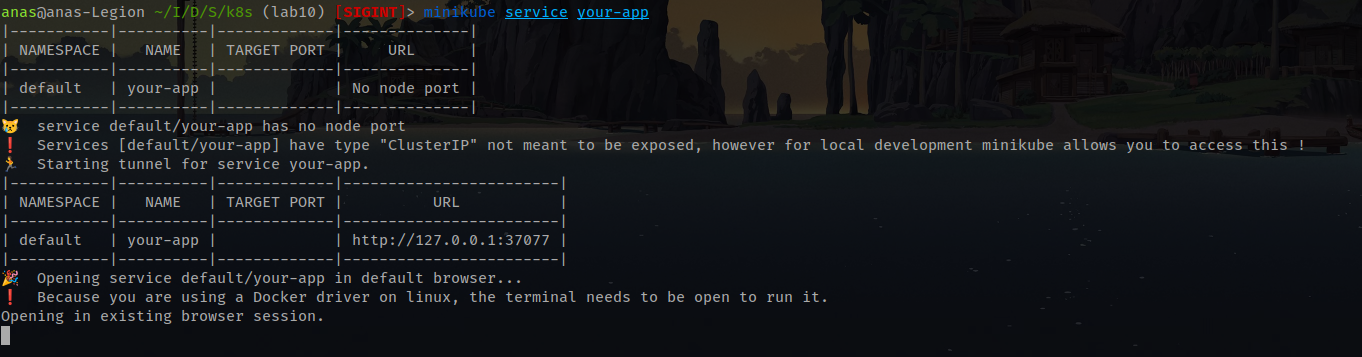 anas@anas-Legion ~/I/D/S/k8s (lab10) [SIGINT]> minikube service your-app
|-----------|----------|-------------|--------------|
| NAMESPACE |   NAME   | TARGET PORT |     URL      |
|-----------|----------|-------------|--------------|
| default   | your-app |             | No node port |
|-----------|----------|-------------|--------------|
😿  service default/your-app has no node port
❗  Services [default/your-app] have type "ClusterIP" not meant to be exposed, however for local development minikube allows you to access this !
🏃  Starting tunnel for service your-app.
|-----------|----------|-------------|------------------------|
| NAMESPACE |   NAME   | TARGET PORT |          URL           |
|-----------|----------|-------------|------------------------|
| default   | your-app |             | http://127.0.0.1:37077 |
|-----------|----------|-------------|------------------------|
🎉  Opening service default/your-app in default browser...
❗  Because you are using a Docker driver on linux, the terminal needs to be open to run it.
Opening in existing browser session.